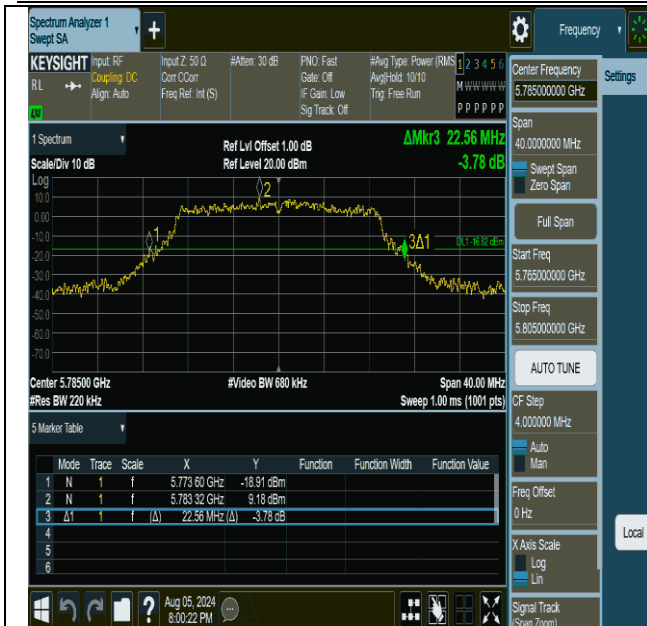 Spectrum Analyzer 1
Swept SA
+
Frequency
KEYSIGHT
RL
LXI
Input: RF
Coupling: DC
Align: Auto
Input Z: 50 Ω
Corr CCorr
Freq Ref: Int (S)
#Atten: 30 dB
PNO: Fast
Gate: Off
IF Gain: Low
Sig Track: Off
#Avg Type: Power (RMS
Avg|Hold: 10/10
Trig: Free Run
1 2 3 4 5 6
M W W W W W
P P P P P P
Center Frequency
5.785000000 GHz
Settings
Span
40.0000000 MHz
Swept Span
Zero Span
Full Span
Start Freq
5.765000000 GHz
Stop Freq
5.805000000 GHz
AUTO TUNE
CF Step
4.000000 MHz
Auto
Man
Freq Offset
0 Hz
X Axis Scale
Log
Lin
Local
Signal Track
(Span Zoom)
1 Spectrum
Scale/Div 10 dB
Ref Lvl Offset 1.00 dB
Ref Level 20.00 dBm
ΔMkr3 22.56 MHz
-3.78 dB
Log
10.0
0.00
-10.0
-20.0
-30.0
-40.0
-50.0
-60.0
-70.0
1
2
3Δ1
DL1 -16.82 dBm
Center 5.78500 GHz
#Video BW 680 kHz
Span 40.00 MHz
#Res BW 220 kHz
Sweep 1.00 ms (1001 pts)
5 Marker Table
Mode Trace Scale X Y Function Function Width Function Value
1 N 1 f 5.773 60 GHz -18.91 dBm
2 N 1 f 5.783 32 GHz 9.18 dBm
3 Δ1 1 f (Δ) 22.56 MHz (Δ) -3.78 dB
4
5
6
?
Aug 05, 2024
8:00:22 PM